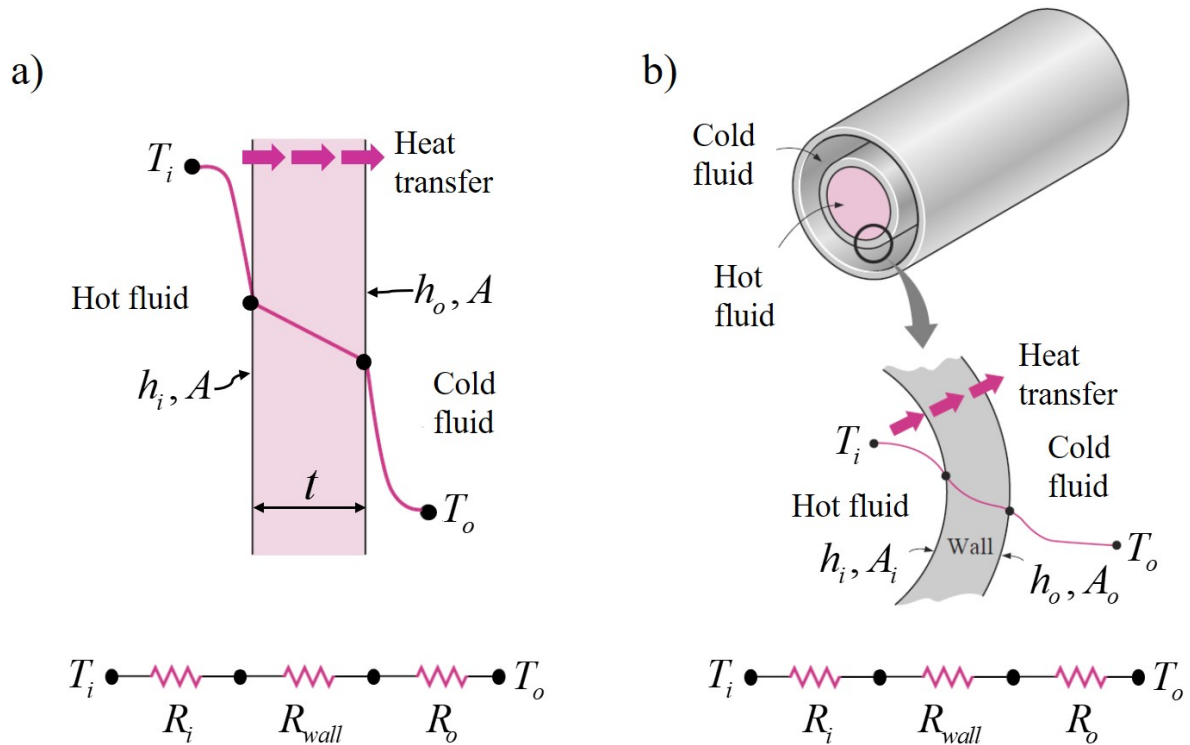 a)
T_i
Heat
transfer
Hot fluid
h_o, A
h_i, A
Cold
fluid
t
T_o
T_i
R_i
R_wall
R_o
T_o
b)
Cold
fluid
Hot
fluid
Heat
transfer
T_i
Cold
fluid
Hot fluid
Wall
h_i, A_i
T_o
h_o, A_o
T_i
R_i
R_wall
R_o
T_o